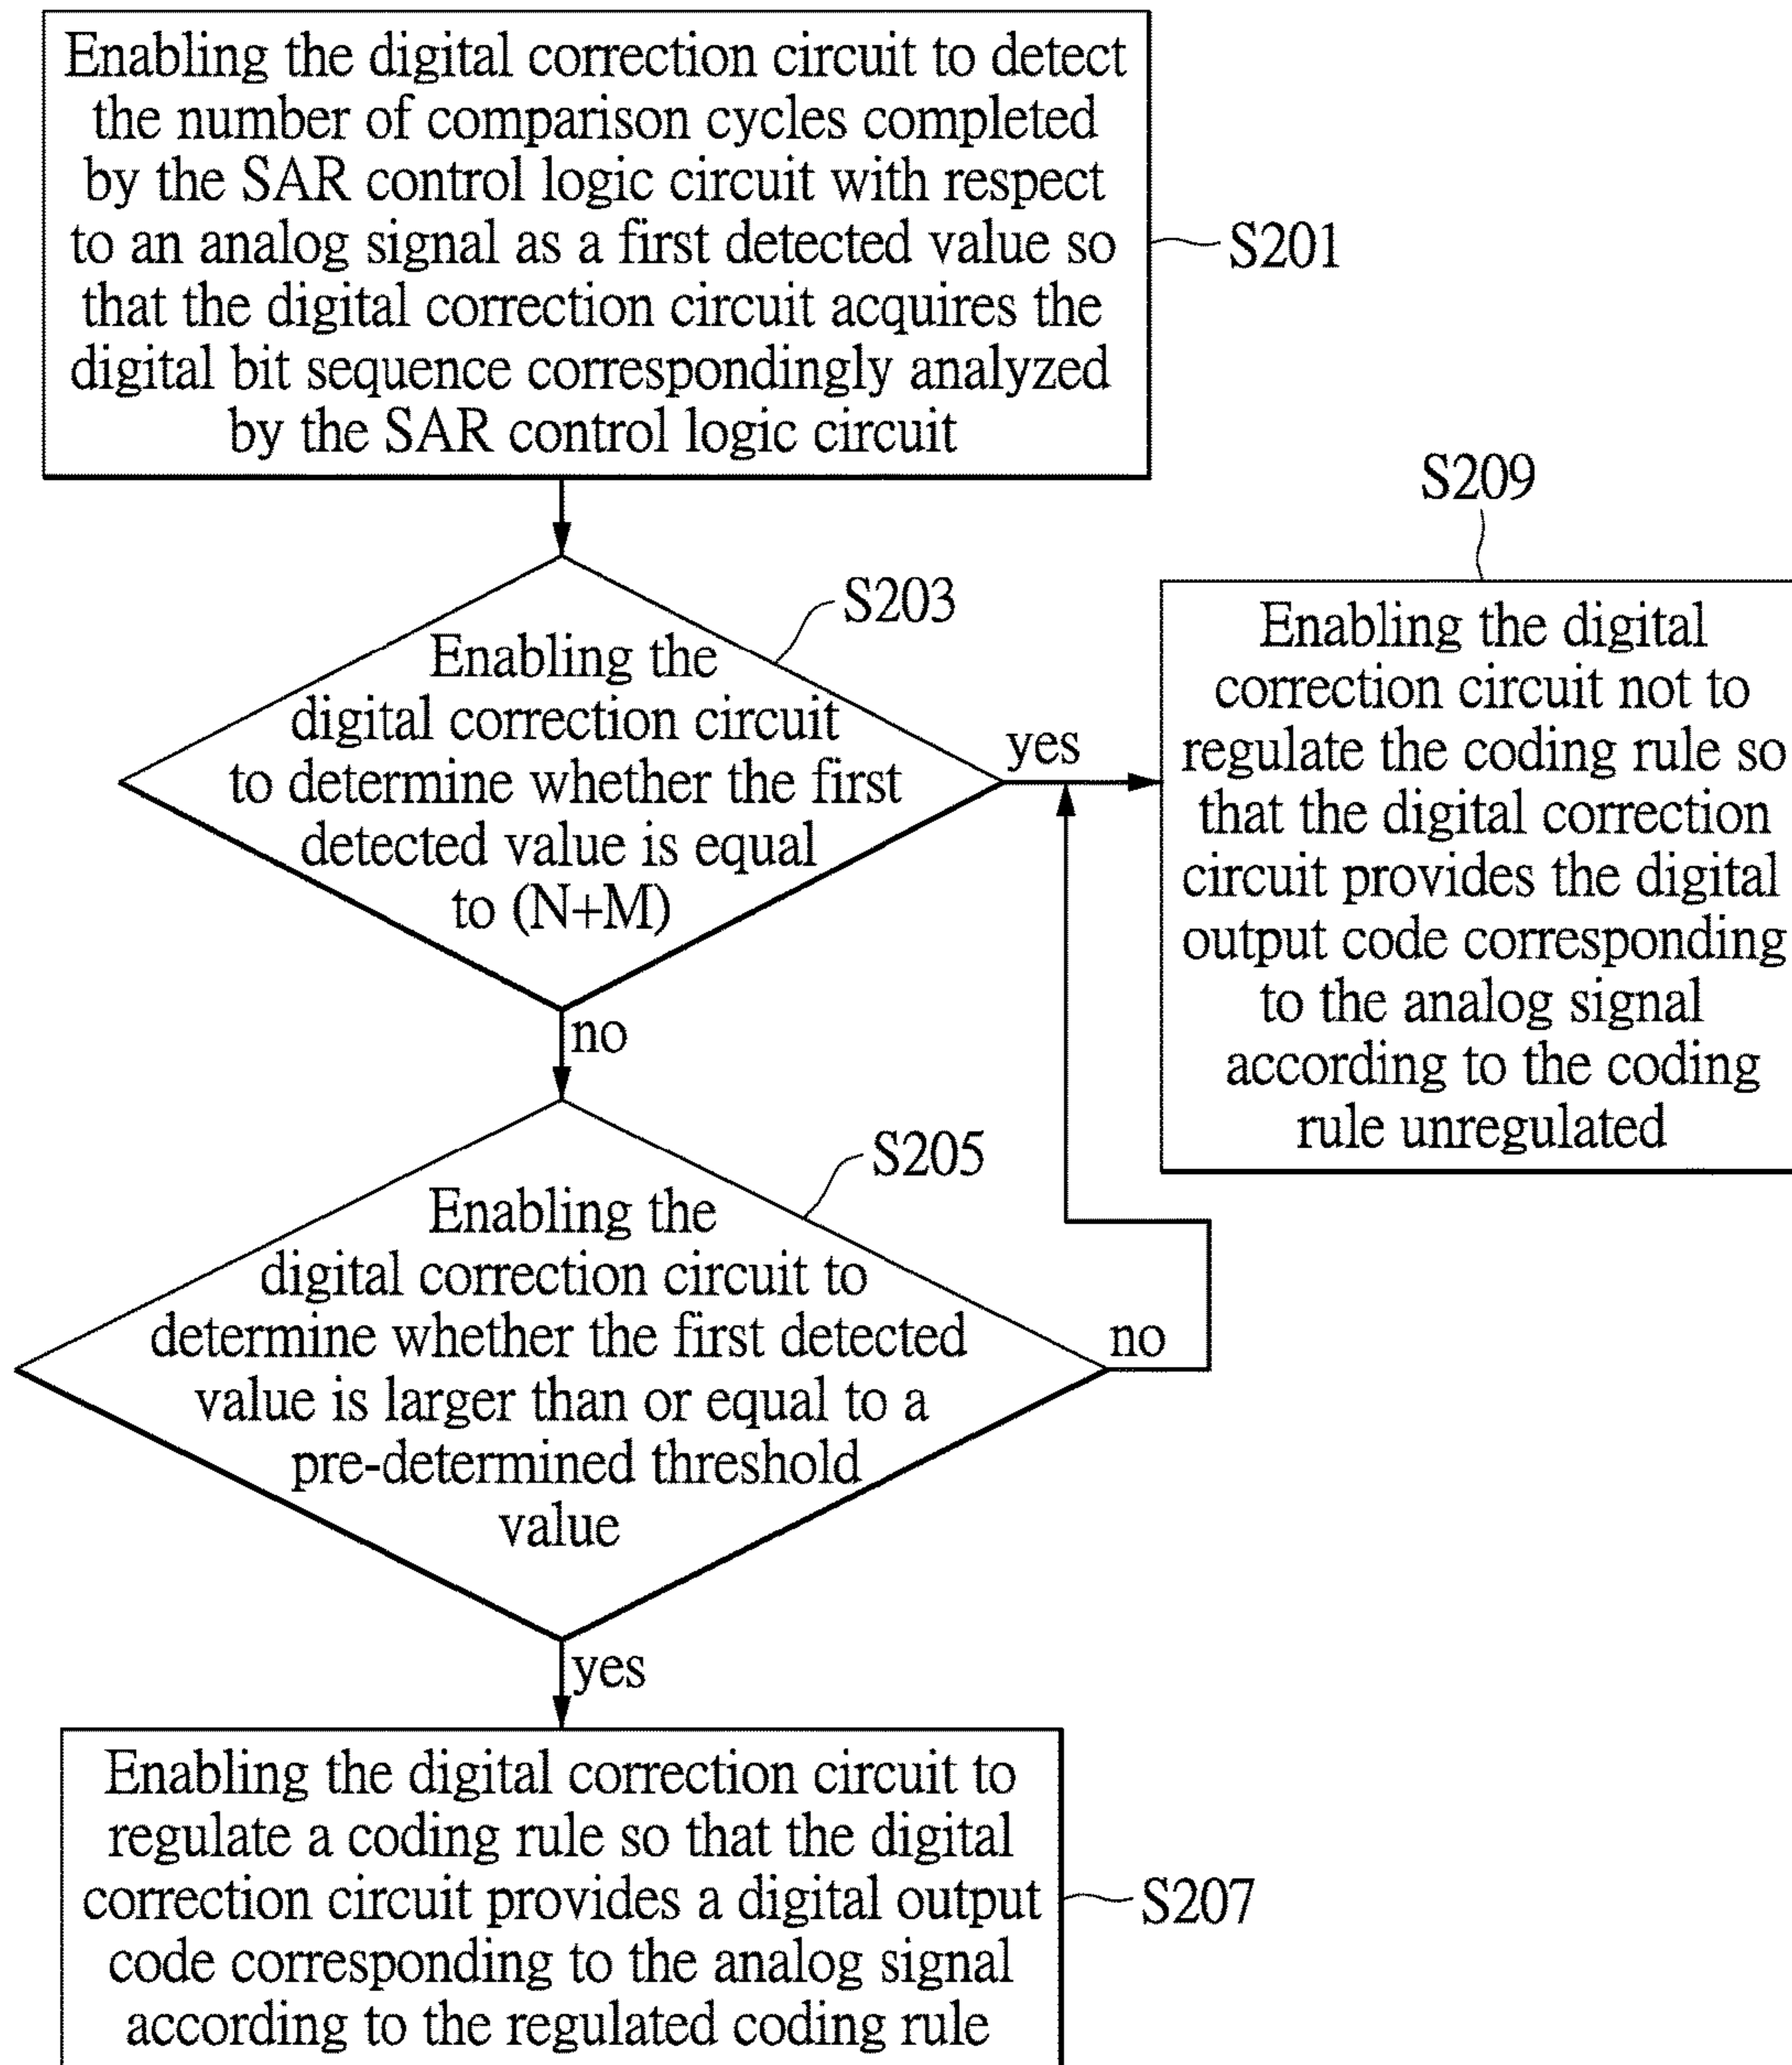 Enabling the digital correction circuit to detect
the number of comparison cycles completed
by the SAR control logic circuit with respect
to an analog signal as a first detected value so
that the digital correction circuit acquires the
digital bit sequence correspondingly analyzed
by the SAR control logic circuit
S201
S203
Enabling the
digital correction circuit
to determine whether the first
detected value is equal
to (N+M)
yes
no
S209
Enabling the digital
correction circuit not to
regulate the coding rule so
that the digital correction
circuit provides the digital
output code corresponding
to the analog signal
according to the coding
rule unregulated
S205
Enabling the
digital correction circuit to
determine whether the first detected
value is larger than or equal to a
pre-determined threshold
value
no
yes
Enabling the digital correction circuit to
regulate a coding rule so that the digital
correction circuit provides a digital output
code corresponding to the analog signal
according to the regulated coding rule
S207